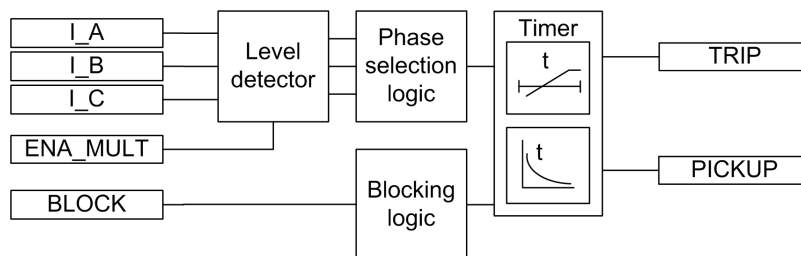 I_A
I_B
I_C
ENA_MULT
BLOCK
Level
detector
Phase
selection
logic
Blocking
logic
Timer
t
t
TRIP
PICKUP